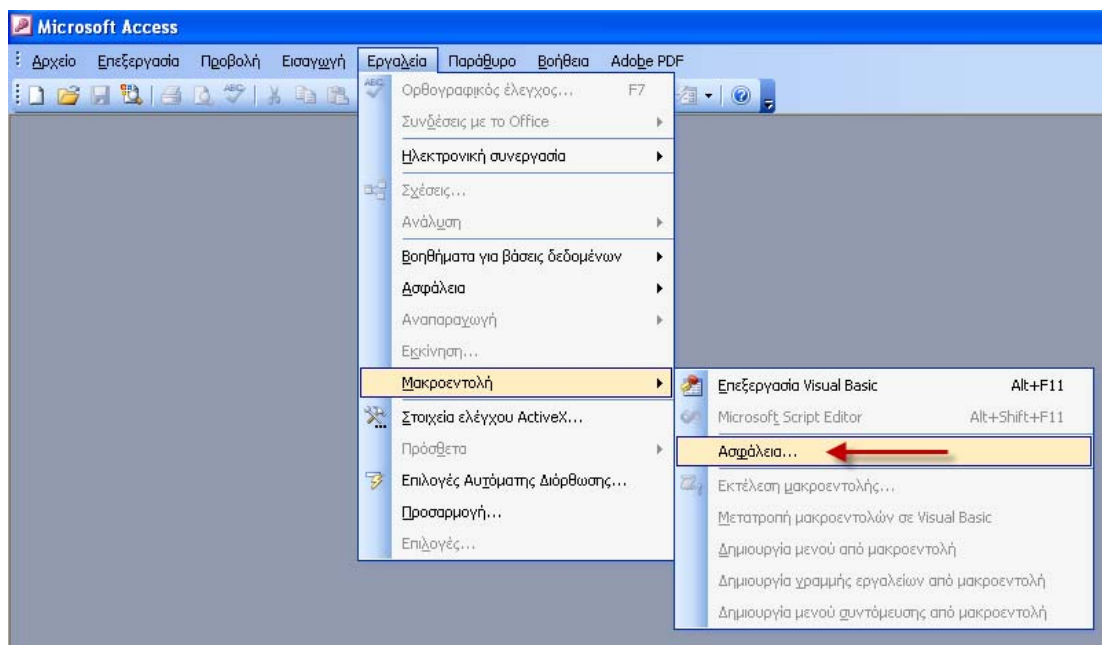 Microsoft Access
Αρχείο Επεξεργασία Προβολή Εισαγωγή Εργαλεία Παράθυρο Βοήθεια Adobe PDF
Ορθογραφικός έλεγχος... F7
Συνδέσεις με το Office
Ηλεκτρονική συνεργασία
Σχέσεις...
Ανάλυση
Βοηθήματα για βάσεις δεδομένων
Ασφάλεια
Αναπαραγωγή
Εκκίνηση...
Μακροεντολή
Στοιχεία ελέγχου ActiveX...
Πρόσθετα
Επιλογές Αυτόματης Διόρθωσης...
Προσαρμογή...
Επιλογές...
Επεξεργασία Visual Basic Alt+F11
Microsoft Script Editor Alt+Shift+F11
Ασφάλεια...
Εκτέλεση μακροεντολής...
Μετατροπή μακροεντολών σε Visual Basic
Δημιουργία μενού από μακροεντολή
Δημιουργία γραμμής εργαλείων από μακροεντολή
Δημιουργία μενού συντόμευσης από μακροεντολή